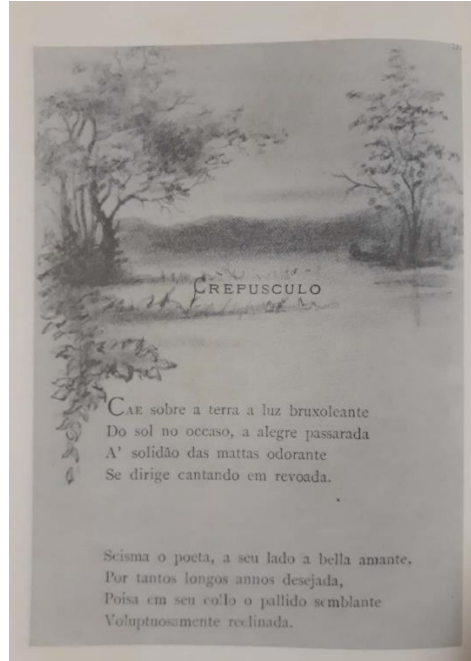 CREPUSCULO
CAE sobre a terra a luz bruxoleante
Do sol no occaso, a alegre passarada
A' solidão das mattas odorante
Se dirige cantando em revoada.
Scisma o poeta, a seu lado a bella amante,
Por tantos longos annos desejada,
Poisa em seu collo o pallido semblante
Voluptuosamente reclinada.